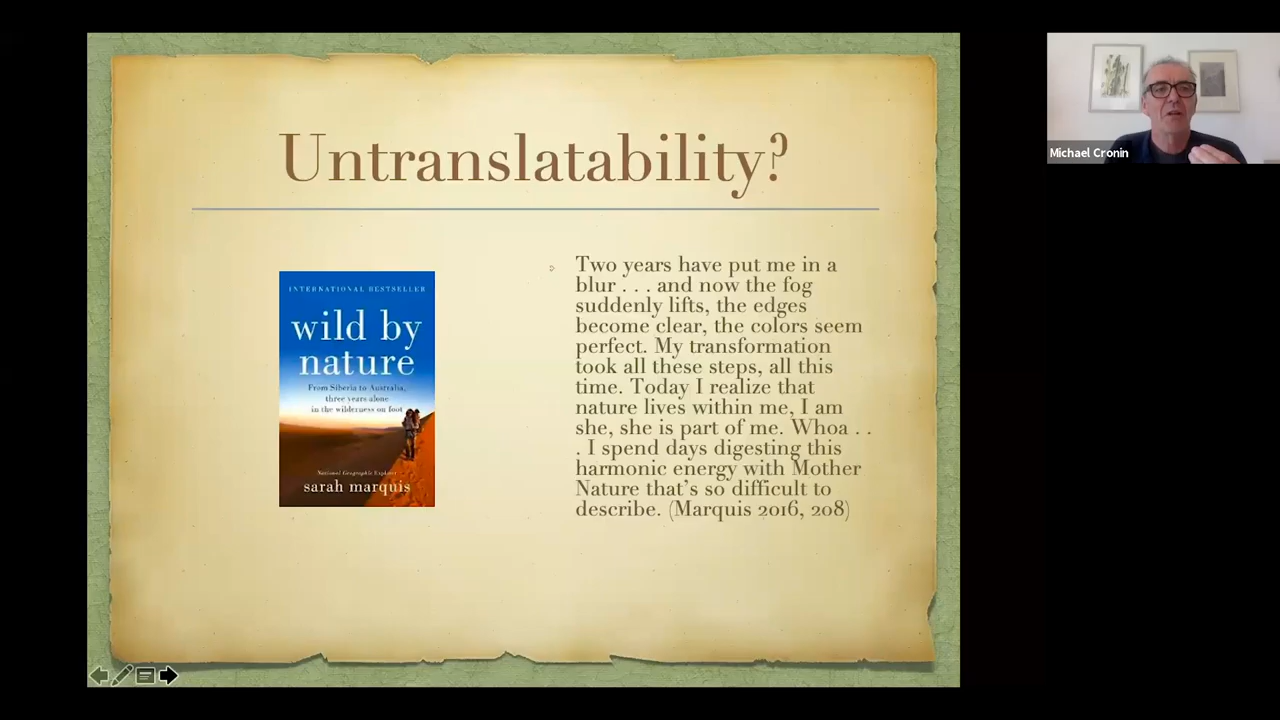 Untranslatability?
INTERNATIONAL BESTSELLER
wild by
nature
From Siberia to Australia,
three years alone
in the wilderness on foot
National Geographic Explorer
sarah marquis
Two years have put me in a
blur . . . and now the fog
suddenly lifts, the edges
become clear, the colors seem
perfect. My transformation
took all these steps, all this
time. Today I realize that
nature lives within me, I am
she, she is part of me. Whoa . .
. I spend days digesting this
harmonic energy with Mother
Nature that's so difficult to
describe. (Marquis 2016, 208)
Michael Cronin